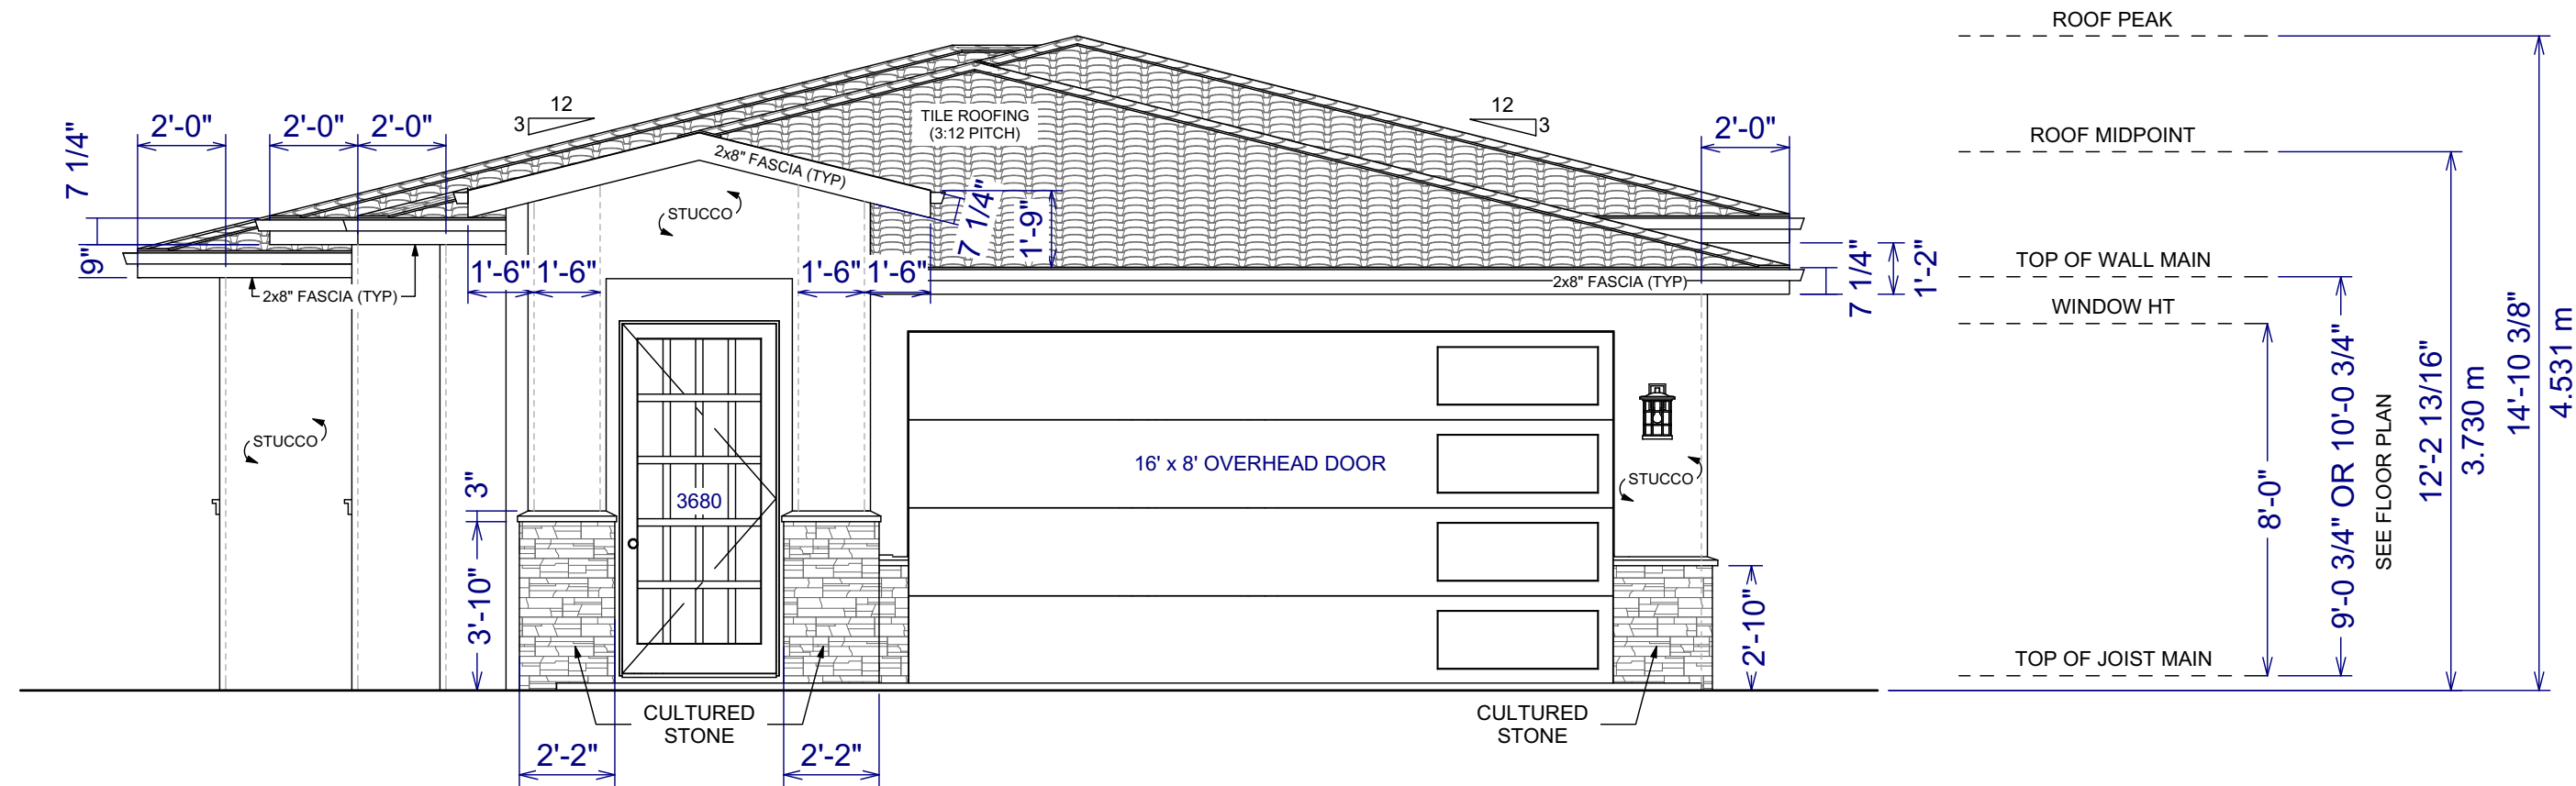 ROOF PEAK
12
3
12
3
TILE ROOFING
(3:12 PITCH)
7 1/4"
2'-0"
2'-0"
2'-0"
2'-0"
ROOF MIDPOINT
2x8" FASCIA (TYP)
STUCCO
7 1/4"
1'-9"
9"
2x8" FASCIA (TYP)
1'-6"
1'-6"
1'-6"
1'-6"
2x8" FASCIA (TYP)
7 1/4"
1'-2"
TOP OF WALL MAIN
WINDOW HT
STUCCO
3"
3'-10"
3680
16' x 8' OVERHEAD DOOR
STUCCO
2'-10"
8'-0"
9'-0 3/4" OR 10'-0 3/4"
SEE FLOOR PLAN
12'-2 13/16"
3.730 m
14'-10 3/8"
4.531 m
TOP OF JOIST MAIN
CULTURED
STONE
CULTURED
STONE
2'-2"
2'-2"